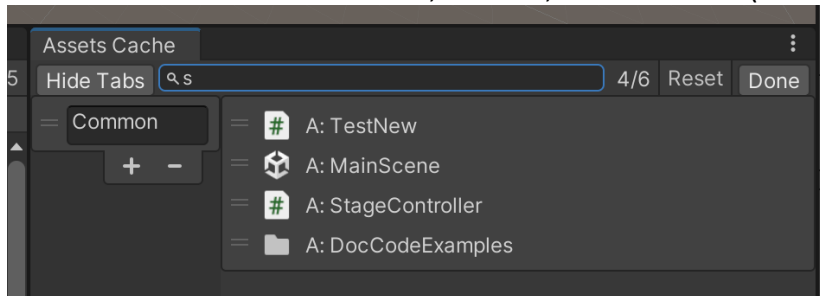 Assets Cache
5 Hide Tabs s 4/6 Reset Done
Common
+ -
# A: TestNew
A: MainScene
# A: StageController
A: DocCodeExamples